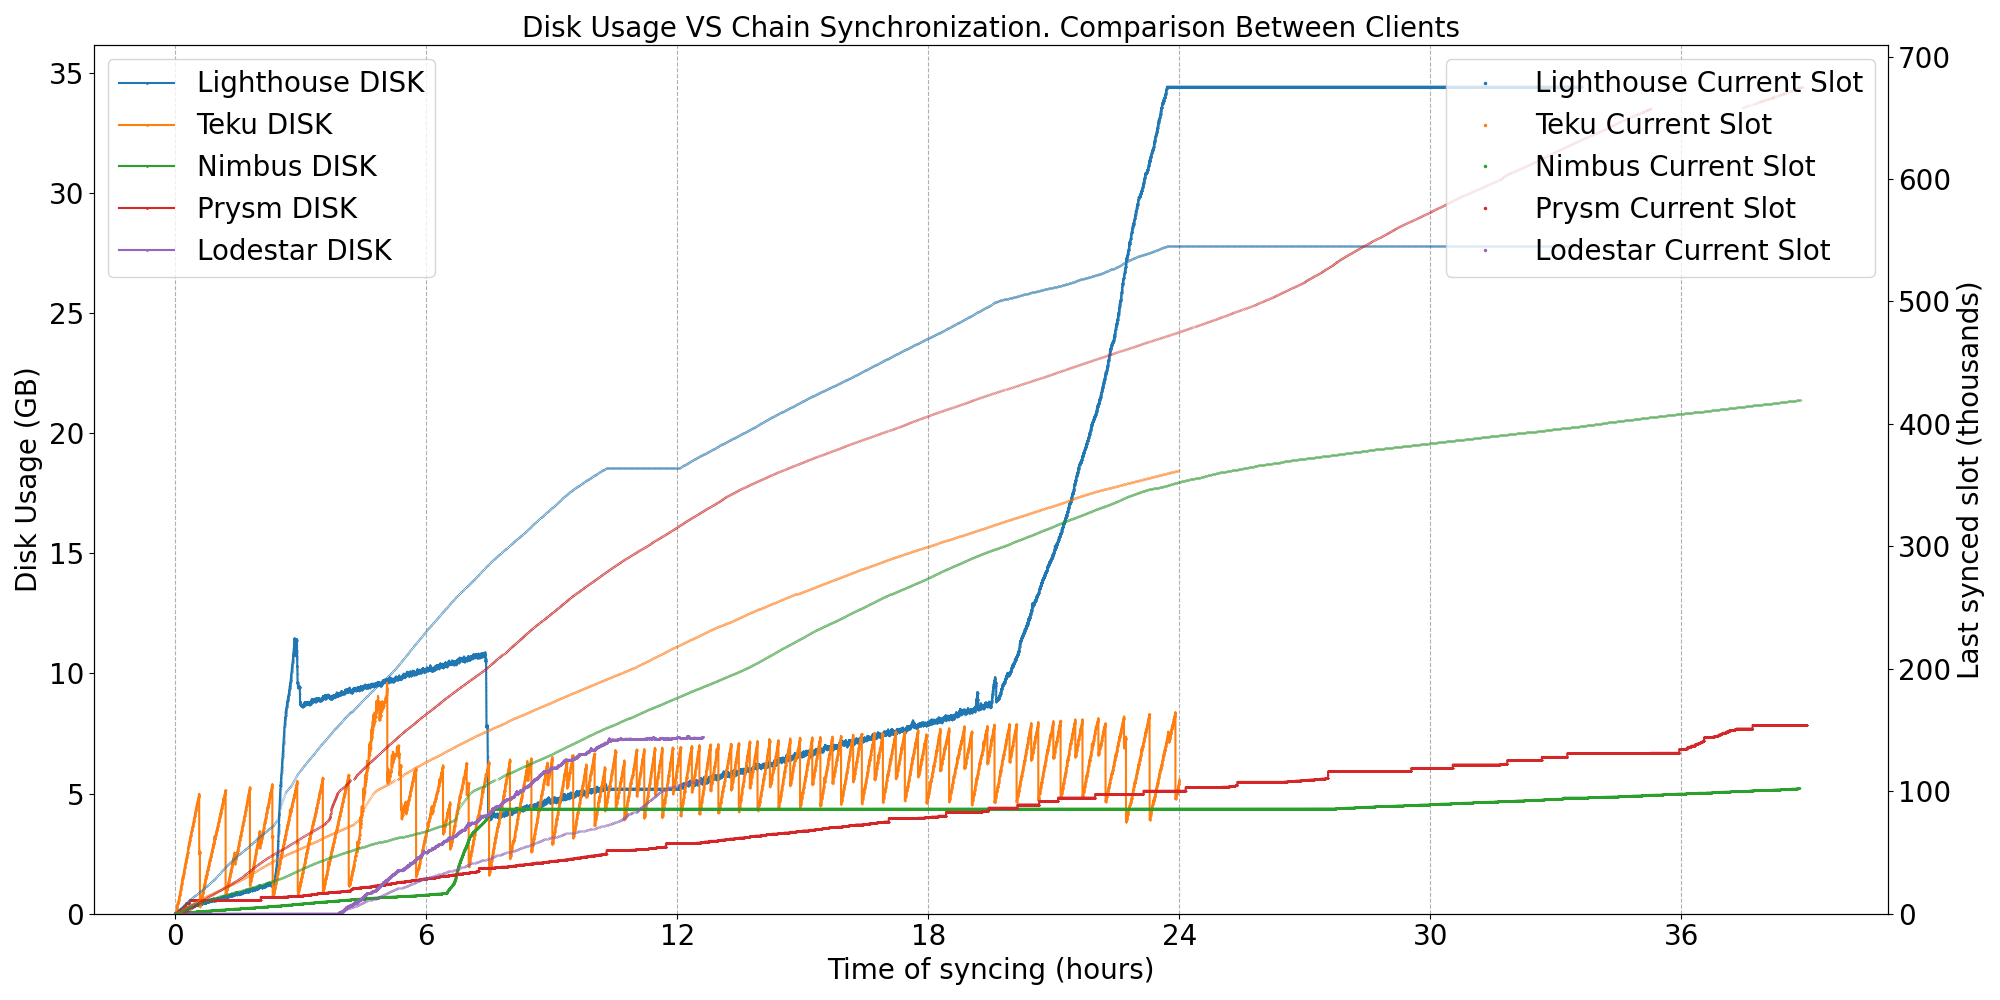 Disk Usage VS Chain Synchronization. Comparison Between Clients
Lighthouse DISK
Teku DISK
Nimbus DISK
Prysm DISK
Lodestar DISK
Lighthouse Current Slot
Teku Current Slot
Nimbus Current Slot
Prysm Current Slot
Lodestar Current Slot
Disk Usage (GB)
35
30
25
20
15
10
5
0
Last synced slot (thousands)
700
600
500
400
300
200
100
0
0 6 12 18 24 30 36
Time of syncing (hours)